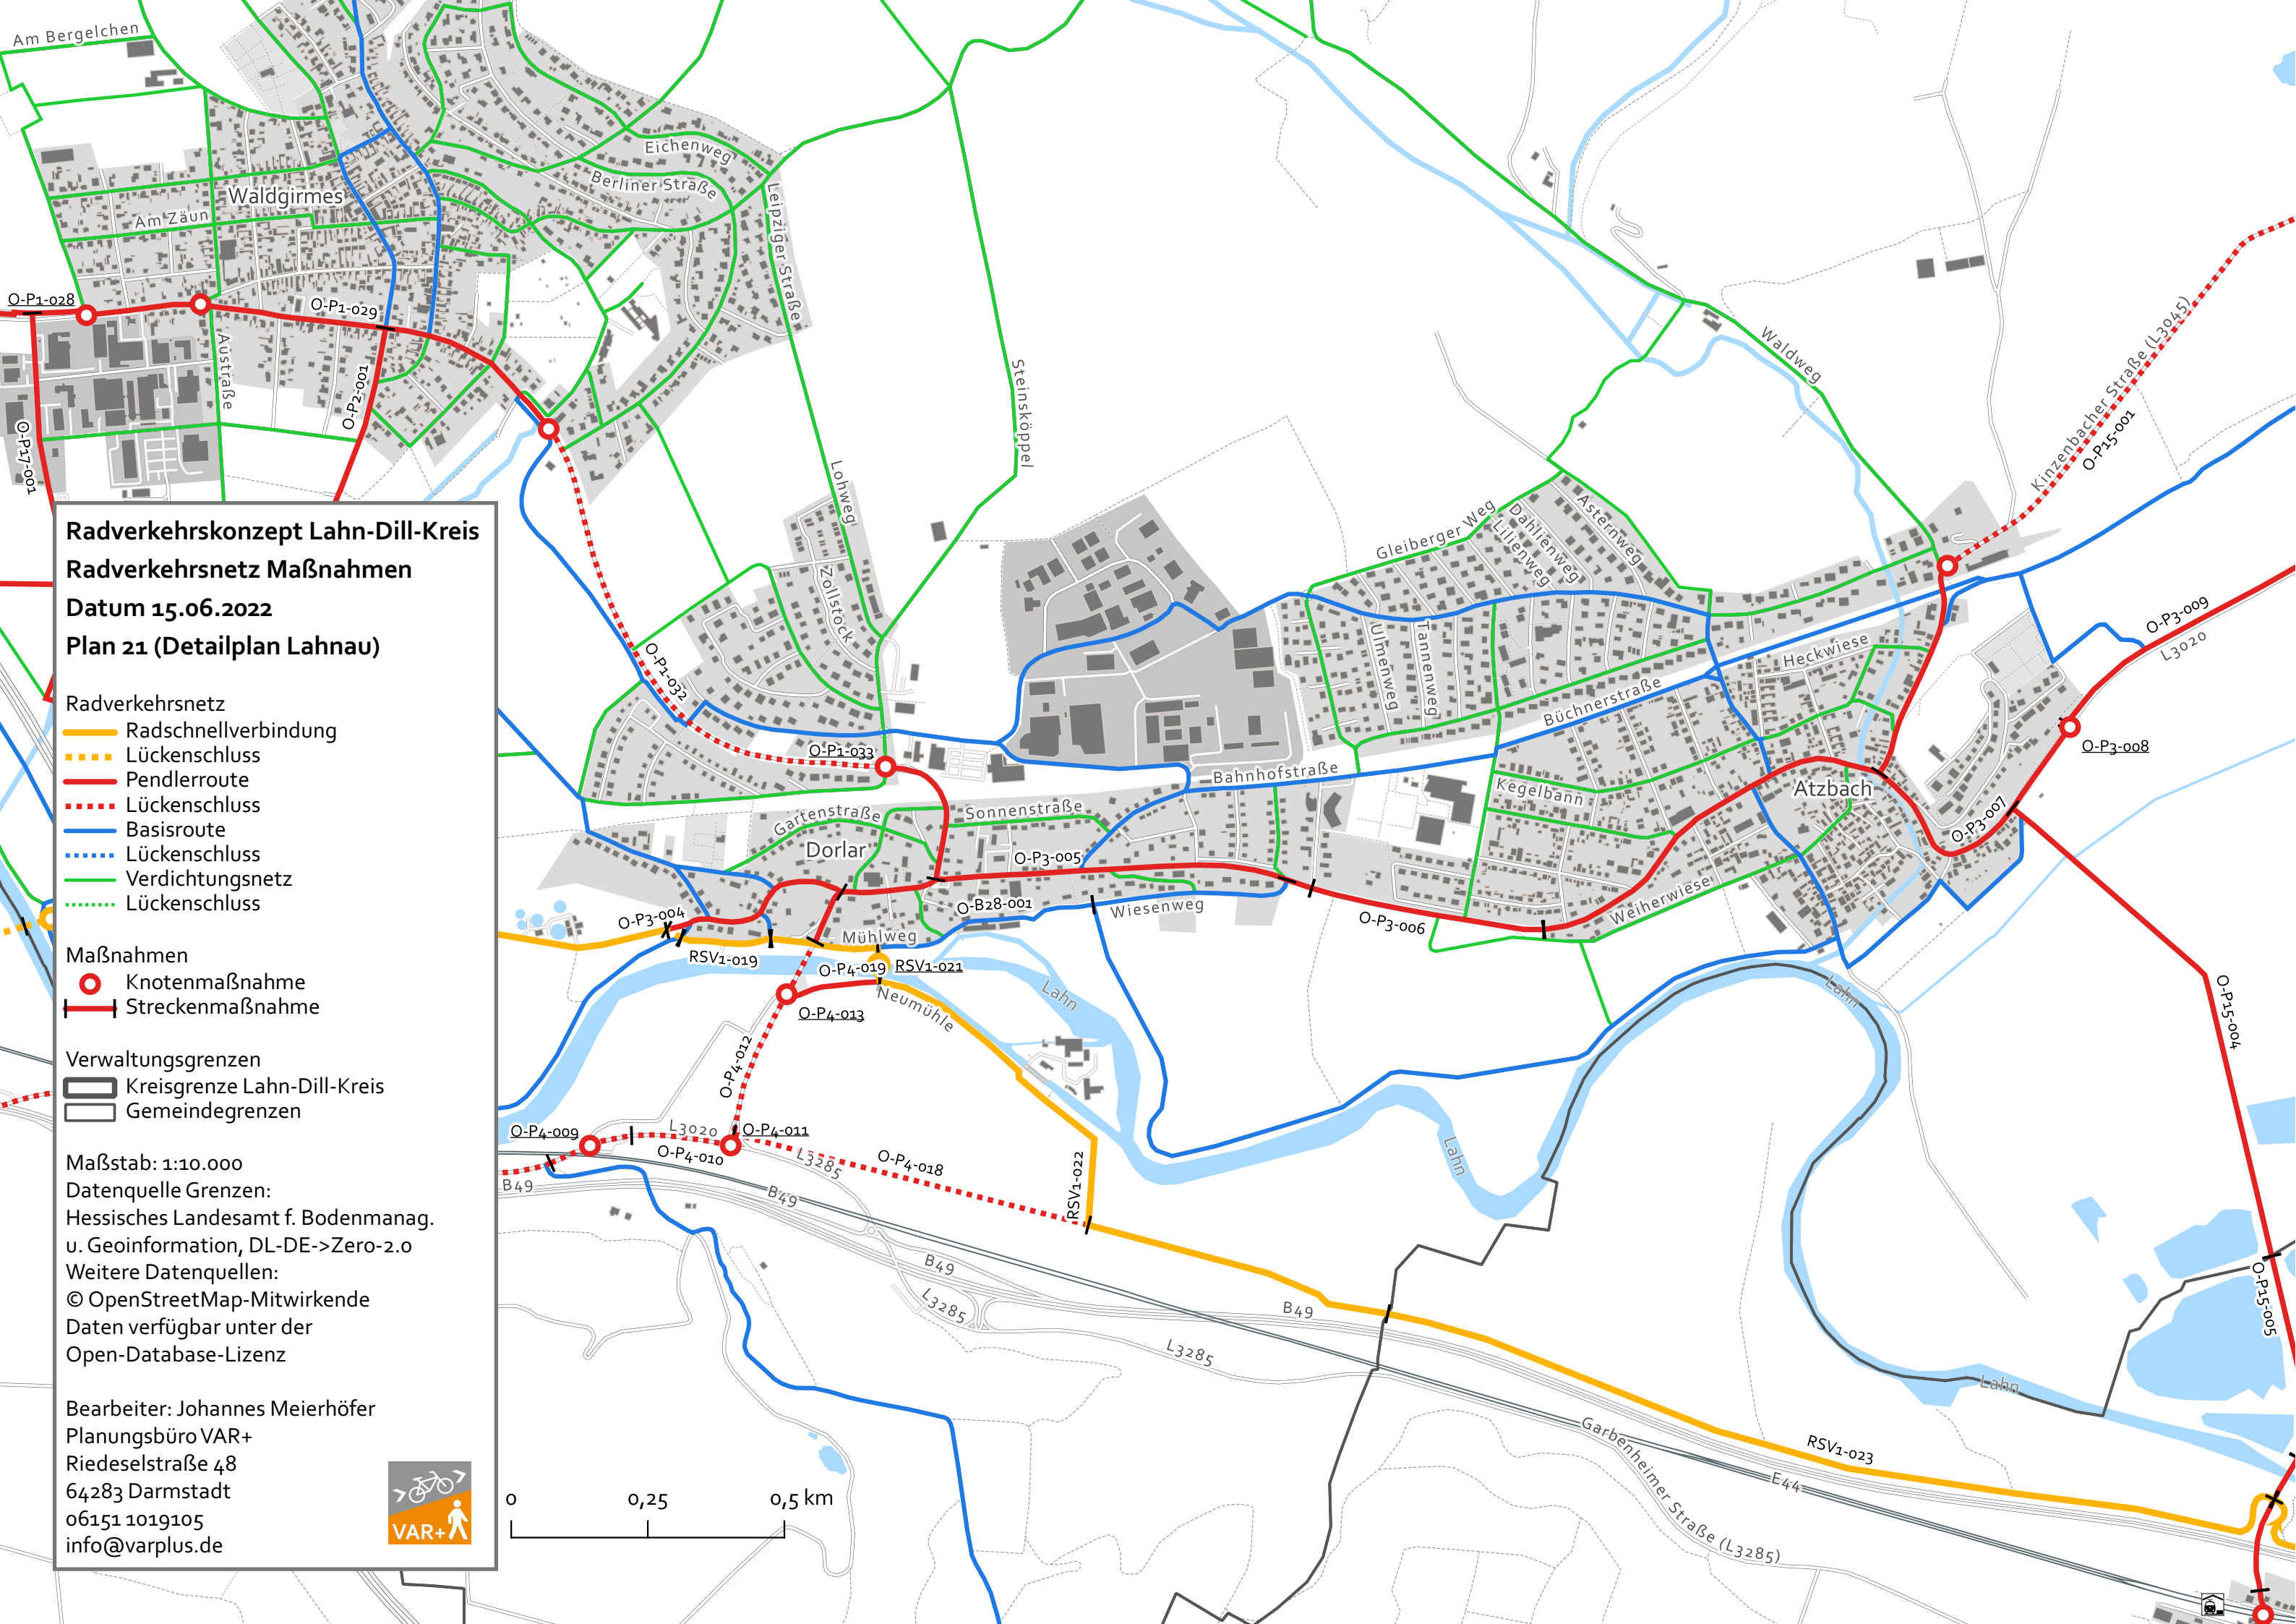 Am Bergelchen
Eichenweg
Berliner Straße
Waldgirmes
Am Zäun
Leipziger Straße
O-P1-028
O-P1-029
Austraße
O-P2-001
O-P17-001
Steinsköppel
Waldweg
Kinzenbacher Straße (L3045)
O-P15-001
Lohweg
Zollstock
Gleiberger Weg
Dahlienweg
Lilienweg
Asternweg
Ulmenweg
Tannenweg
Heckwiese
Büchnerstraße
O-P3-009
L3020
O-P3-008
O-P1-032
O-P1-033
Bahnhofstraße
Kegelbann
Atzbach
Gartenstraße
Sonnenstraße
Dorlar
O-P3-005
O-P3-007
O-P3-004
O-B28-001
Wiesenweg
Weiherwiese
O-P3-006
Mühlweg
RSV1-019
O-P4-019
RSV1-021
Neumühle
Lahn
Lahn
O-P4-013
O-P15-004
O-P4-012
O-P4-009
L3020
O-P4-011
O-P4-010
L3285
O-P4-018
RSV1-022
Lahn
B49
B49
B49
L3285
B49
L3285
O-P15-005
Lahn
Garbenheimer Straße (L3285)
RSV1-023
E44
Radverkehrskonzept Lahn-Dill-Kreis
Radverkehrsnetz Maßnahmen
Datum 15.06.2022
Plan 21 (Detailplan Lahnau)
Radverkehrsnetz
Radschnellverbindung
Lückenschluss
Pendlerroute
Lückenschluss
Basisroute
Lückenschluss
Verdichtungsnetz
Lückenschluss
Maßnahmen
Knotenmaßnahme
Streckenmaßnahme
Verwaltungsgrenzen
Kreisgrenze Lahn-Dill-Kreis
Gemeindegrenzen
Maßstab: 1:10.000
Datenquelle Grenzen:
Hessisches Landesamt f. Bodenmanag.
u. Geoinformation, DL-DE->Zero-2.0
Weitere Datenquellen:
© OpenStreetMap-Mitwirkende
Daten verfügbar unter der
Open-Database-Lizenz
Bearbeiter: Johannes Meierhöfer
Planungsbüro VAR+
Riedeselstraße 48
64283 Darmstadt
06151 1019105
info@varplus.de
VAR+
0 0,25 0,5 km